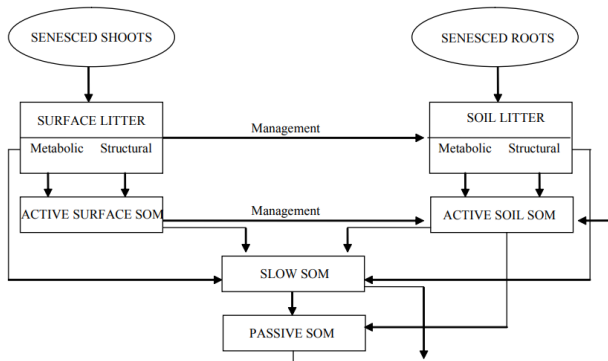 SENESCED SHOOTS
SENESCED ROOTS
SURFACE LITTER
Metabolic Structural
Management
SOIL LITTER
Metabolic Structural
ACTIVE SURFACE SOM
Management
ACTIVE SOIL SOM
SLOW SOM
PASSIVE SOM